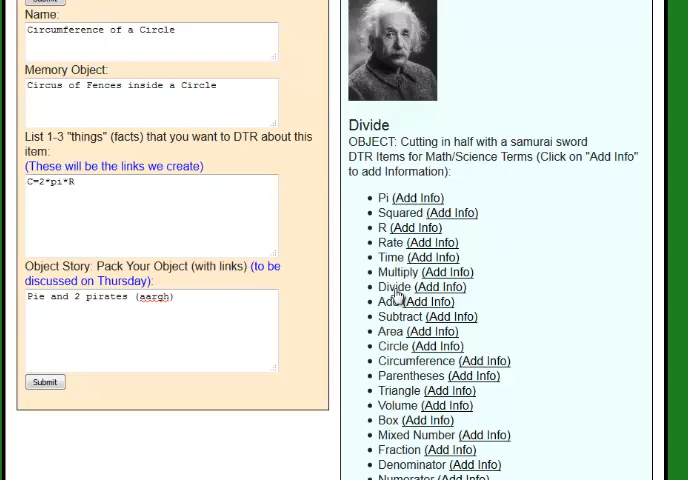 Submit
Name:
Circumference of a Circle
Memory Object:
Circus of Fences inside a Circle
List 1-3 "things" (facts) that you want to DTR about this
item:
(These will be the links we create)
C=2*pi*R
Object Story: Pack Your Object (with links) (to be
discussed on Thursday):
Pie and 2 pirates (aargh)
Submit
Divide
OBJECT: Cutting in half with a samurai sword
DTR Items for Math/Science Terms (Click on "Add Info"
to add Information):
Pi (Add Info)
Squared (Add Info)
R (Add Info)
Rate (Add Info)
Time (Add Info)
Multiply (Add Info)
Divide (Add Info)
Add (Add Info)
Subtract (Add Info)
Area (Add Info)
Circle (Add Info)
Circumference (Add Info)
Parentheses (Add Info)
Triangle (Add Info)
Volume (Add Info)
Box (Add Info)
Mixed Number (Add Info)
Fraction (Add Info)
Denominator (Add Info)
Numerator (Add Info)